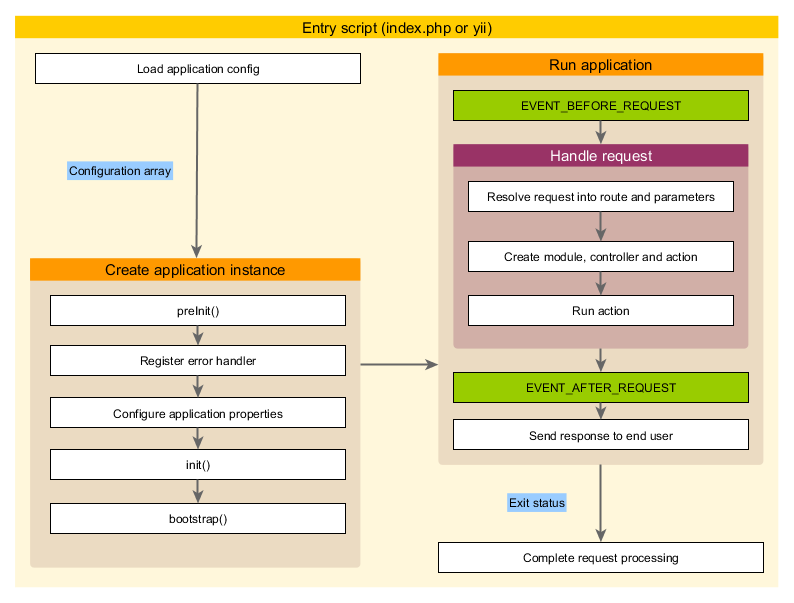 Entry script (index.php or yii)
Load application config
Configuration array
Create application instance
preInit()
Register error handler
Configure application properties
init()
bootstrap()
Run application
EVENT_BEFORE_REQUEST
Handle request
Resolve request into route and parameters
Create module, controller and action
Run action
EVENT_AFTER_REQUEST
Send response to end user
Exit status
Complete request processing